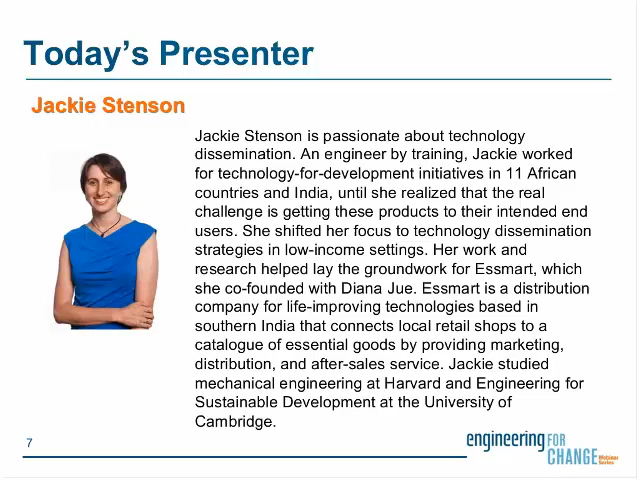 Today's Presenter
Jackie Stenson
Jackie Stenson is passionate about technology
dissemination. An engineer by training, Jackie worked
for technology-for-development initiatives in 11 African
countries and India, until she realized that the real
challenge is getting these products to their intended end
users. She shifted her focus to technology dissemination
strategies in low-income settings. Her work and
research helped lay the groundwork for Essmart, which
she co-founded with Diana Jue. Essmart is a distribution
company for life-improving technologies based in
southern India that connects local retail shops to a
catalogue of essential goods by providing marketing,
distribution, and after-sales service. Jackie studied
mechanical engineering at Harvard and Engineering for
Sustainable Development at the University of
Cambridge.
7
engineering FOR
CHANGE Webinar
Series